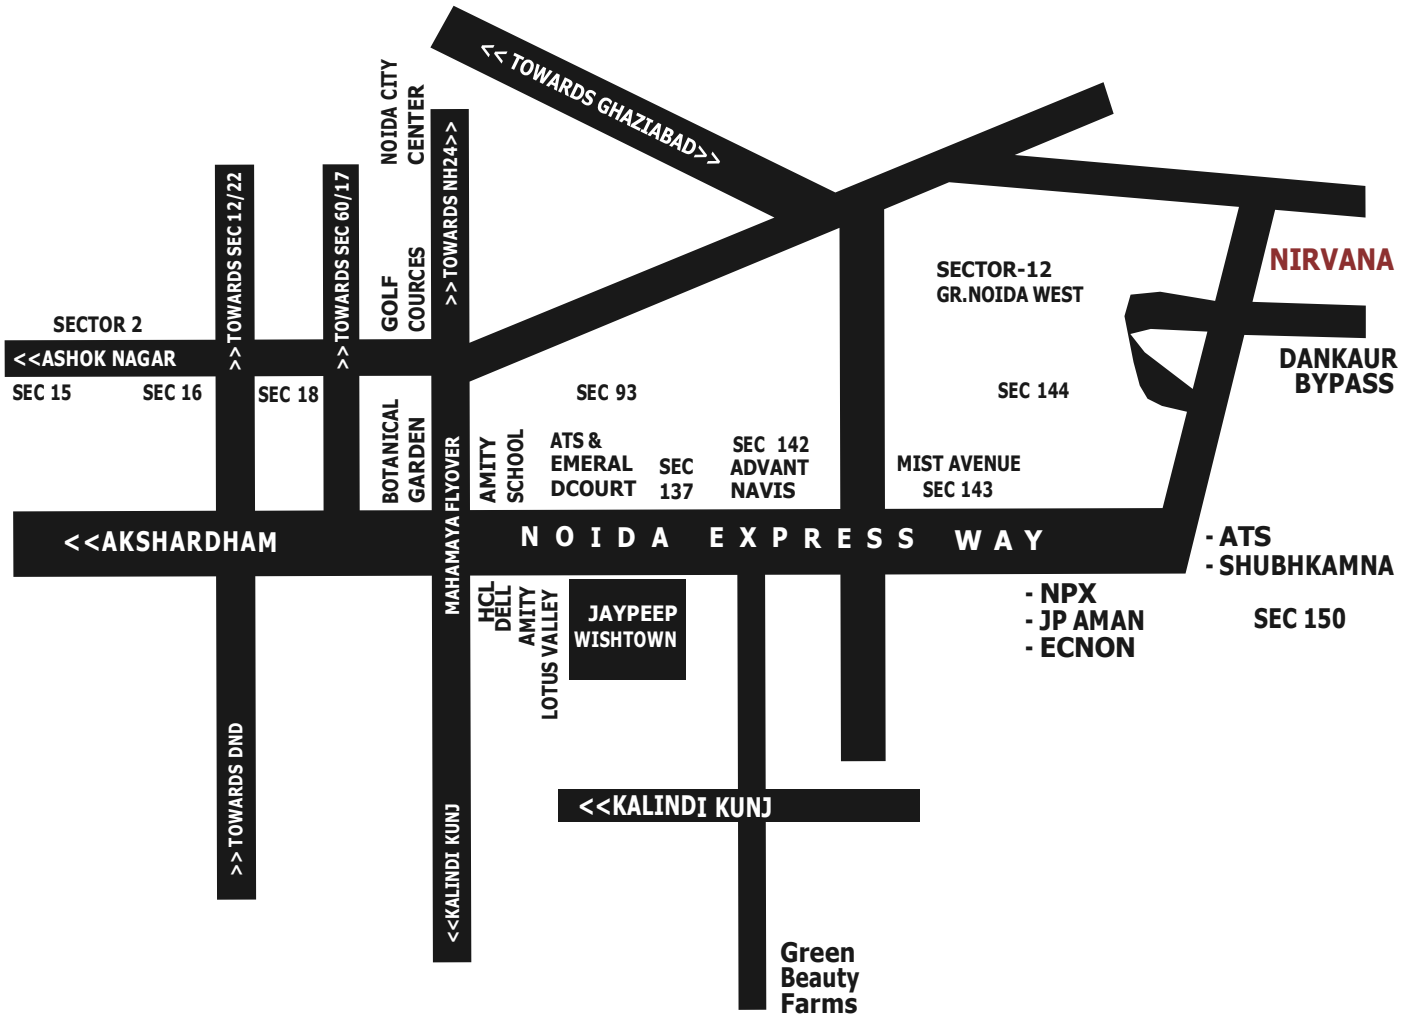 << TOWARDS GHAZIABAD>>
NOIDA CITY
CENTER
>> TOWARDS NH24>>
>> TOWARDS SEC 12/22
>> TOWARDS SEC 60/17
GOLF
COURCES
SECTOR-12
GR.NOIDA WEST
NIRVANA
SECTOR 2
<<ASHOK NAGAR
DANKAUR
BYPASS
SEC 15
SEC 16
SEC 18
SEC 93
SEC 144
BOTANICAL
GARDEN
MAHAMAYA FLYOVER
AMITY
SCHOOL
ATS &
EMERAL
DCOURT
SEC
137
SEC 142
ADVANT
NAVIS
MIST AVENUE
SEC 143
<<AKSHARDHAM
NOIDA EXPRESS WAY
- ATS
- SHUBHKAMNA
HCL
DELL
AMITY
LOTUS VALLEY
JAYPEEP
WISHTOWN
- NPX
- JP AMAN
- ECNON
SEC 150
>> TOWARDS DND
<<KALINDI KUNJ
<<KALINDI KUNJ
Green
Beauty
Farms